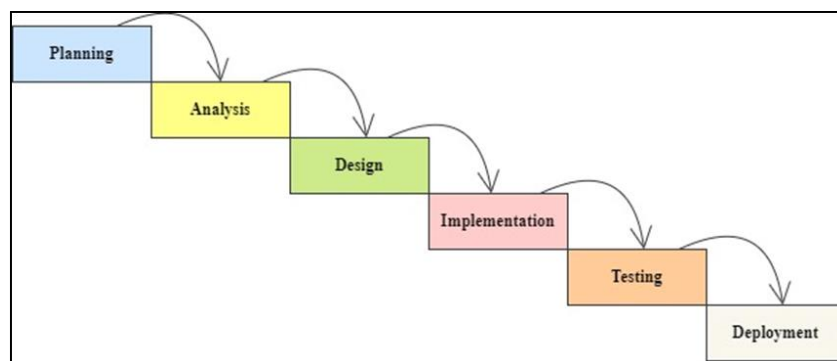 Planning
Analysis
Design
Implementation
Testing
Deployment